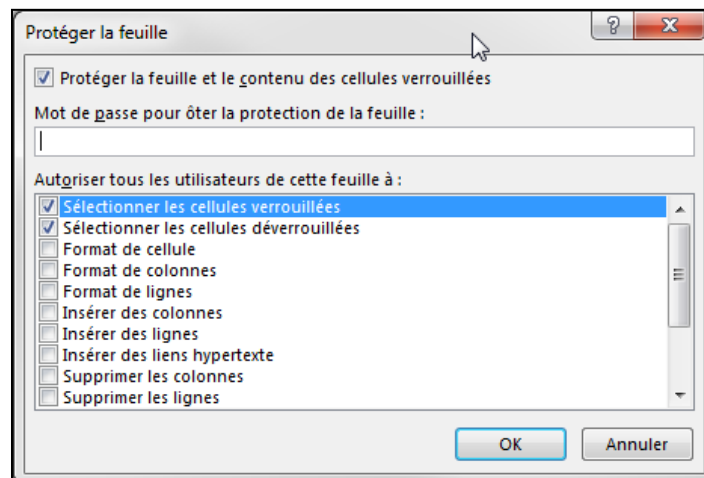 Protéger la feuille
Protéger la feuille et le contenu des cellules verrouillées
Mot de passe pour ôter la protection de la feuille :
Autoriser tous les utilisateurs de cette feuille à :
Sélectionner les cellules verrouillées
Sélectionner les cellules déverrouillées
Format de cellule
Format de colonnes
Format de lignes
Insérer des colonnes
Insérer des lignes
Insérer des liens hypertexte
Supprimer les colonnes
Supprimer les lignes
OK Annuler